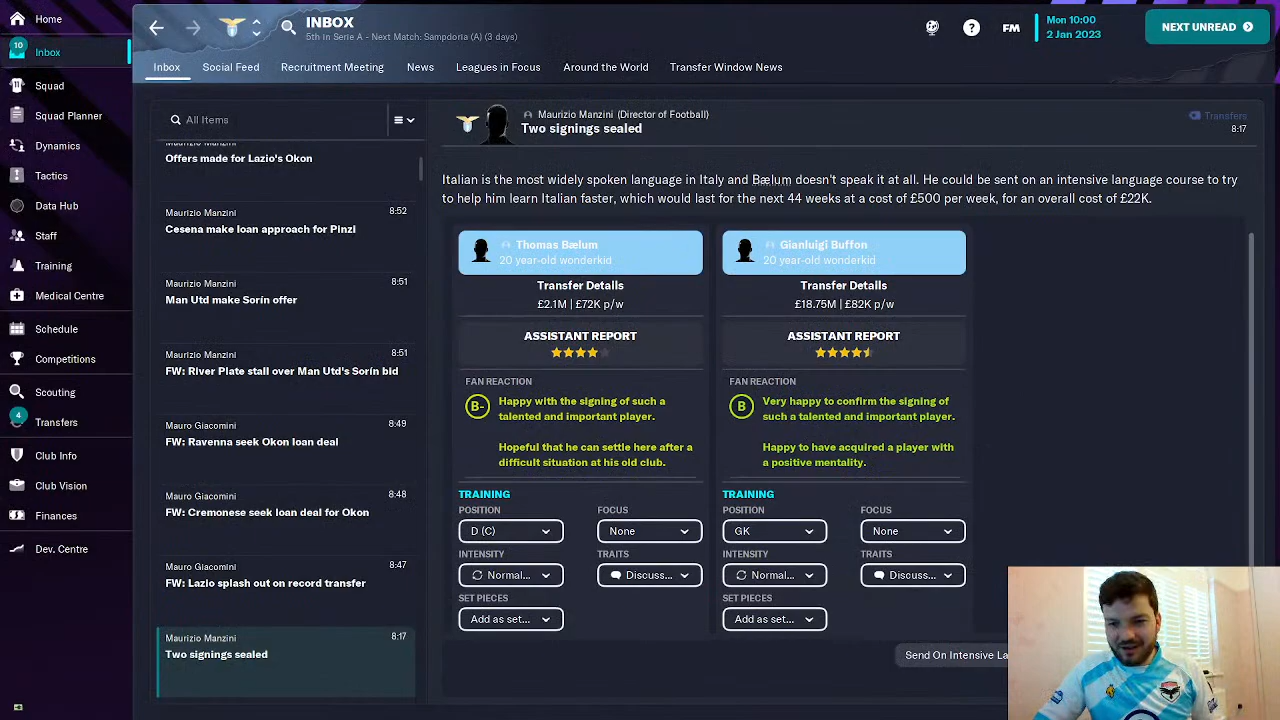 Home
10
Inbox
Squad
Squad Planner
Dynamics
Tactics
Data Hub
Staff
Training
Medical Centre
Schedule
Competitions
Scouting
4
Transfers
Club Info
Club Vision
Finances
Dev. Centre
INBOX
5th in Serie A - Next Match: Sampdoria (A) (3 days)
?
FM
Mon 10:00
2 Jan 2023
NEXT UNREAD
Inbox
Social Feed
Recruitment Meeting
News
Leagues in Focus
Around the World
Transfer Window News
All Items
Maurizio Manzini
Offers made for Lazio's Okon
Maurizio Manzini 8:52
Cesena make loan approach for Pinzi
Maurizio Manzini 8:51
Man Utd make Sorín offer
Maurizio Manzini 8:51
FW: River Plate stall over Man Utd's Sorín bid
Mauro Giacomini 8:49
FW: Ravenna seek Okon loan deal
Mauro Giacomini 8:48
FW: Cremonese seek loan deal for Okon
Mauro Giacomini 8:47
FW: Lazio splash out on record transfer
Maurizio Manzini 8:17
Two signings sealed
Maurizio Manzini (Director of Football)
Two signings sealed
Transfers
8:17
Italian is the most widely spoken language in Italy and Bælum doesn't speak it at all. He could be sent on an intensive language course to try
to help him learn Italian faster, which would last for the next 44 weeks at a cost of £500 per week, for an overall cost of £22K.
Thomas Bælum
20 year-old wonderkid
Transfer Details
£2.1M | £72K p/w
ASSISTANT REPORT
FAN REACTION
B-
Happy with the signing of such a
talented and important player.
Hopeful that he can settle here after a
difficult situation at his old club.
TRAINING
POSITION FOCUS
D (C) None
INTENSITY TRAITS
Normal... Discuss...
SET PIECES
Add as set...
Gianluigi Buffon
20 year-old wonderkid
Transfer Details
£18.75M | £82K p/w
ASSISTANT REPORT
FAN REACTION
B
Very happy to confirm the signing of
such a talented and important player.
Happy to have acquired a player with
a positive mentality.
TRAINING
POSITION FOCUS
GK None
INTENSITY TRAITS
Normal... Discuss...
SET PIECES
Add as set...
Send On Intensive La